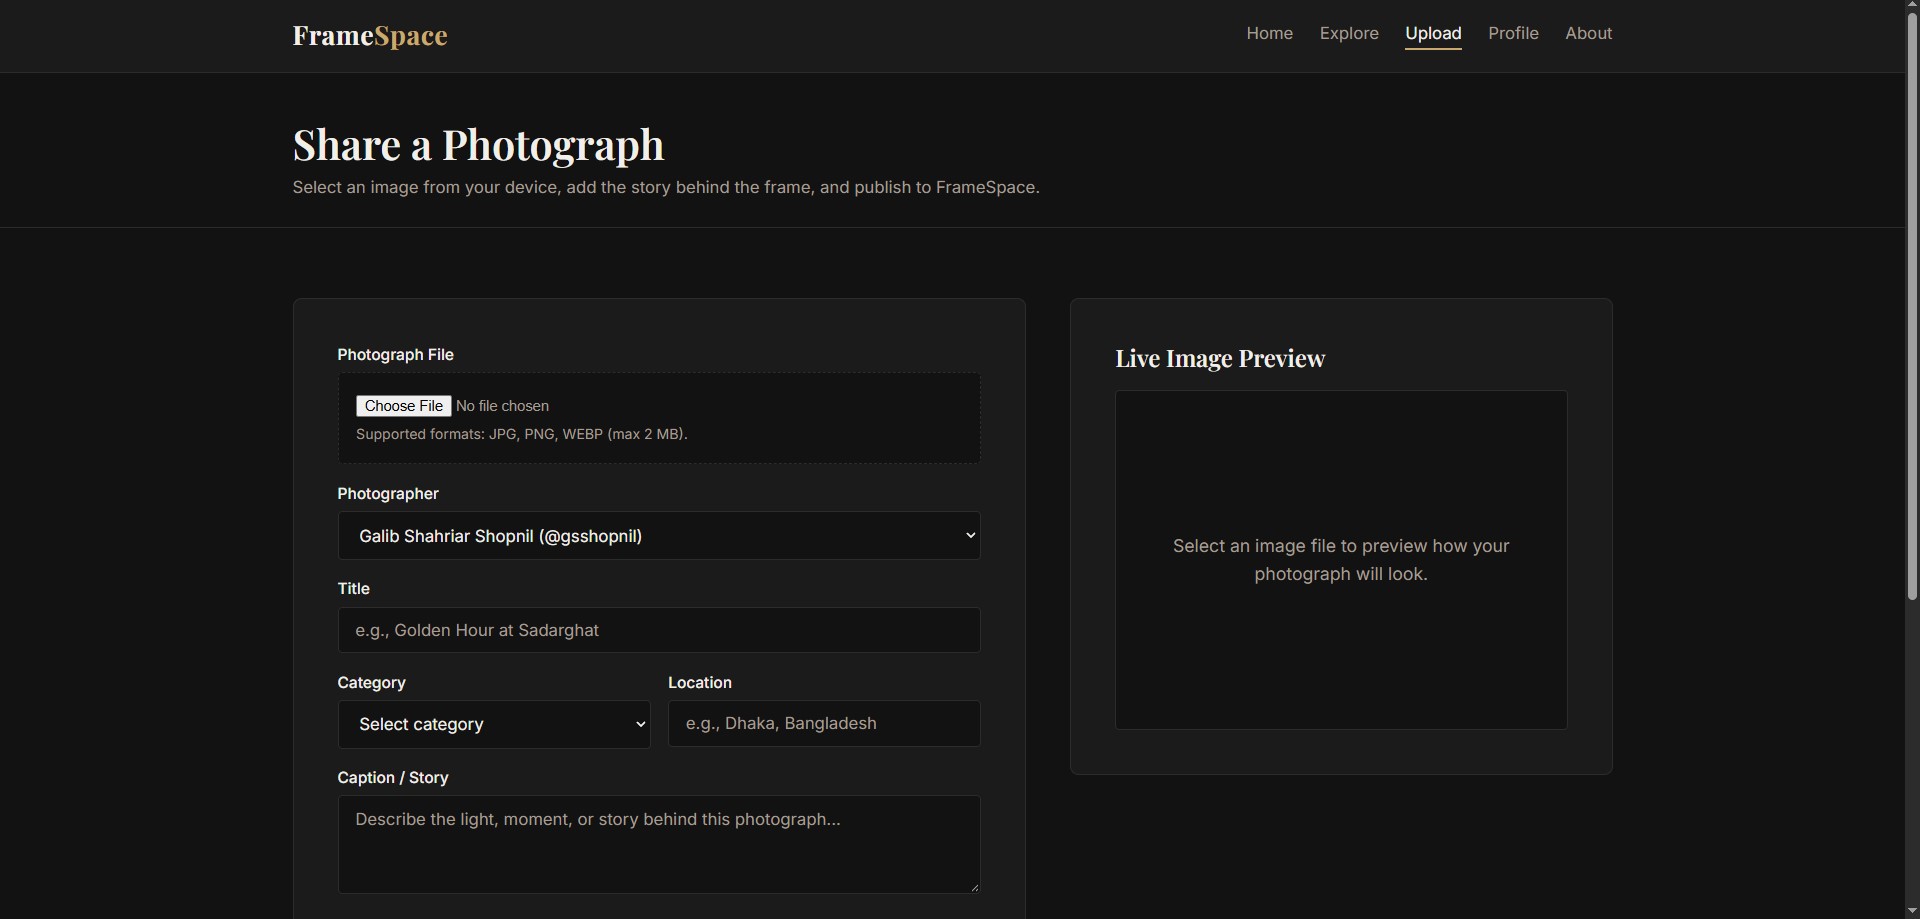 FrameSpace
Home Explore Upload Profile About
Share a Photograph
Select an image from your device, add the story behind the frame, and publish to FrameSpace.
Photograph File
Choose File No file chosen
Supported formats: JPG, PNG, WEBP (max 2 MB).
Photographer
Galib Shahriar Shopnil (@gsshopnil)
Title
e.g., Golden Hour at Sadarghat
Category
Select category
Location
e.g., Dhaka, Bangladesh
Caption / Story
Describe the light, moment, or story behind this photograph...
Live Image Preview
Select an image file to preview how your
photograph will look.